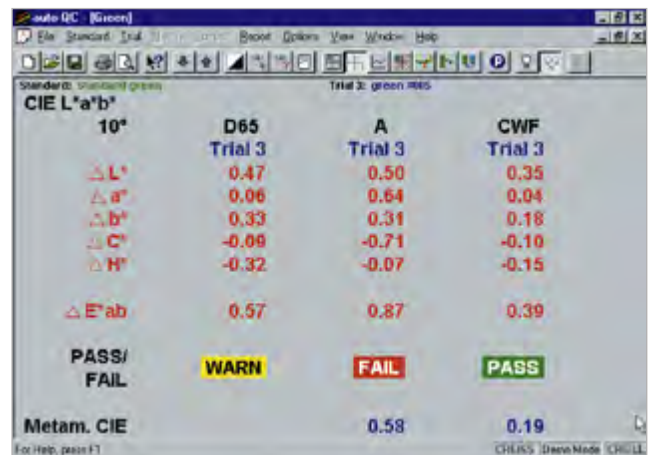 auto QC - [Green]
File Standard Trial Report Options View Window Help
Standard: standard green Trial 3: green #005
CIE L*a*b*
10° D65 A CWF
Trial 3 Trial 3 Trial 3
△ L* 0.47 0.50 0.35
△ a* 0.06 0.64 0.04
△ b* 0.33 0.31 0.18
△ C* -0.09 -0.71 -0.10
△ H* -0.32 -0.07 -0.15
△ E*ab 0.57 0.87 0.39
PASS/
FAIL WARN FAIL PASS
Metam. CIE 0.58 0.19
For Help, press F1 Demo Mode